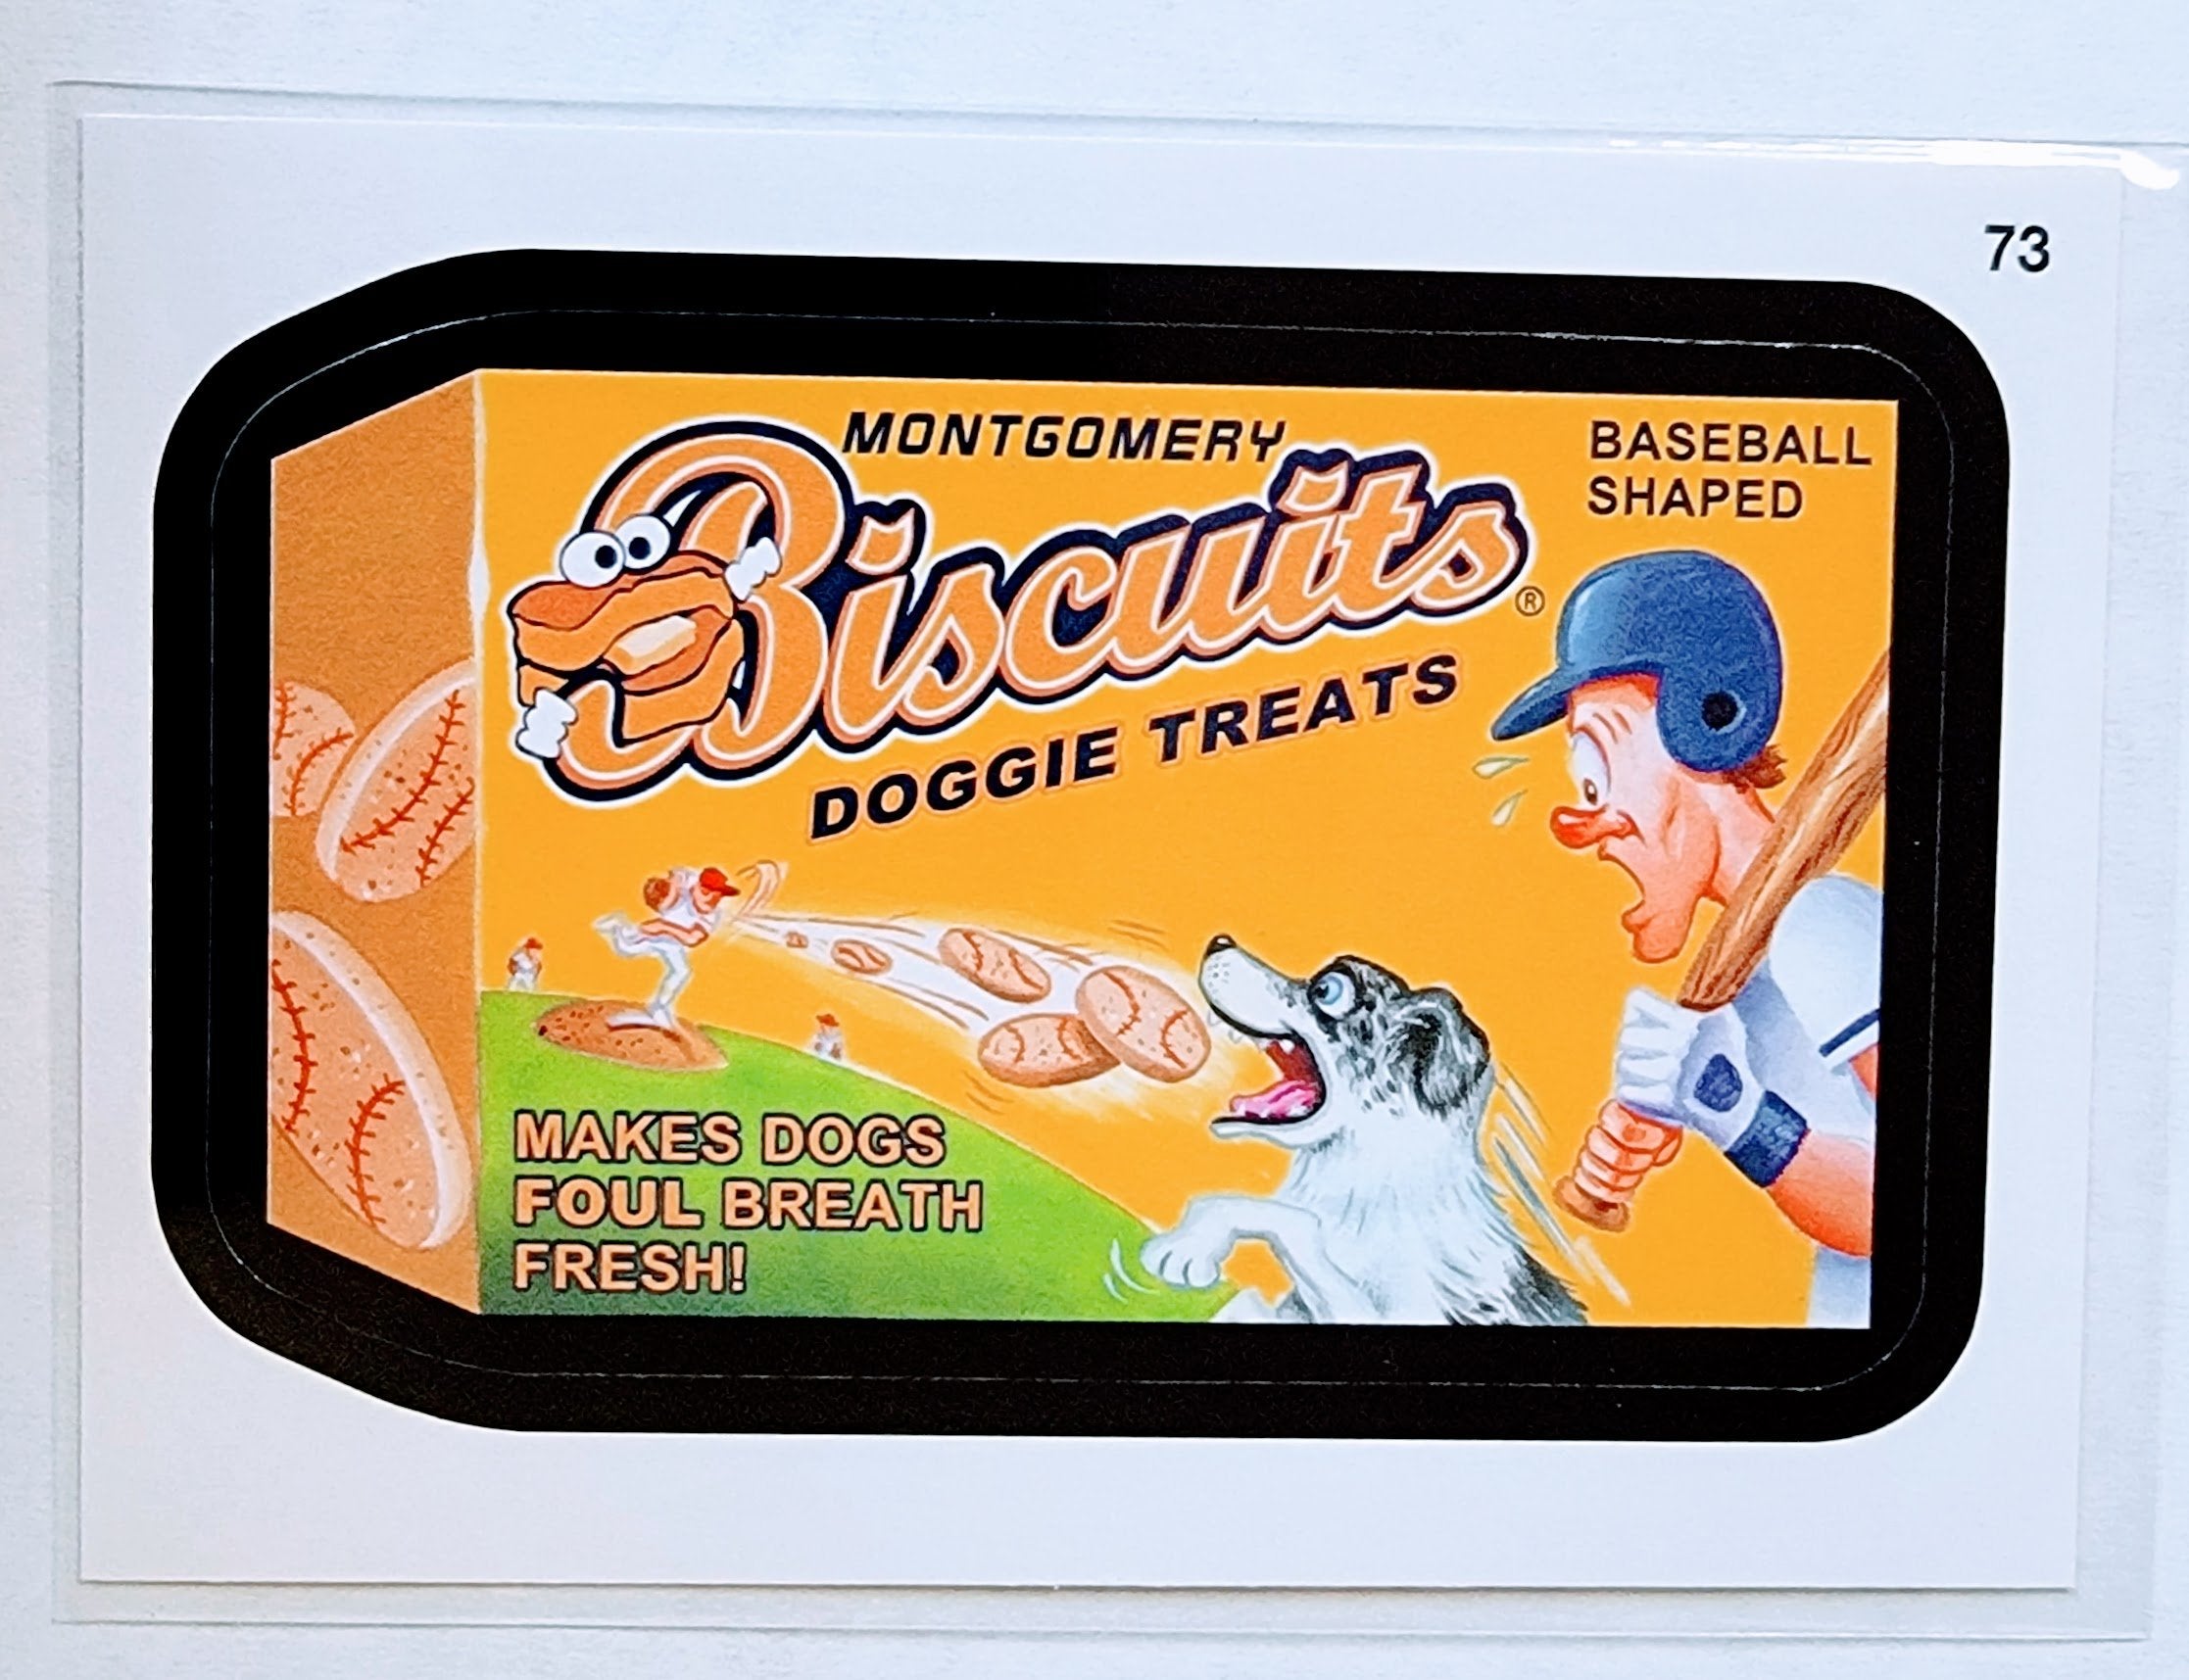 73
MONTGOMERY
Biscuits ®
DOGGIE TREATS
BASEBALL
SHAPED
MAKES DOGS
FOUL BREATH
FRESH!